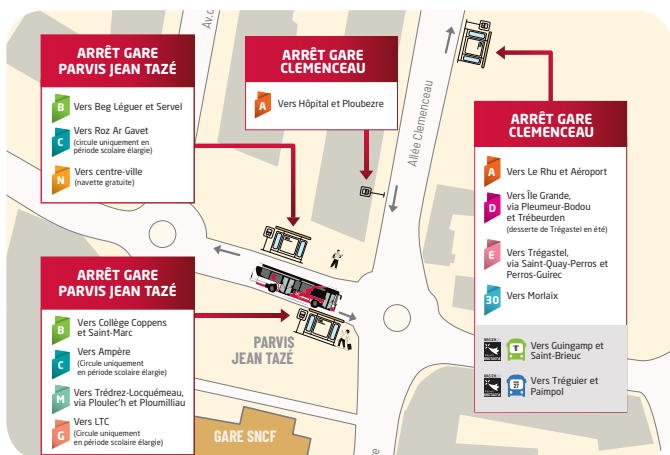 ARRÊT GARE
PARVIS JEAN TAZÉ
B Vers Beg Léguer et Servel
C Vers Roz Ar Gavet
(circule uniquement en
période scolaire élargie)
N Vers centre-ville
(navette gratuite)
Av.
ARRÊT GARE
CLEMENCEAU
A Vers Hôpital et Ploubezre
Allée Clemenceau
ARRÊT GARE
CLEMENCEAU
A Vers Le Rhu et Aéroport
D Vers Île Grande,
via Pleumeur-Bodou
et Trébeurden
(desserte de Trégastel en été)
E Vers Trégastel,
via Saint-Quay-Perros et
Perros-Guirec
30 Vers Morlaix
T Vers Guingamp et
Saint-Brieuc
27 Vers Tréguier et
Paimpol
ARRÊT GARE
PARVIS JEAN TAZÉ
B Vers Collège Coppens
et Saint-Marc
C Vers Ampère
(Circule uniquement
en période scolaire élargie)
M Vers Trédrez-Locquémeau,
via Ploulec'h et Ploumilliau
G Vers LTC
(Circule uniquement
en période scolaire élargie)
PARVIS
JEAN TAZÉ
GARE SNCF